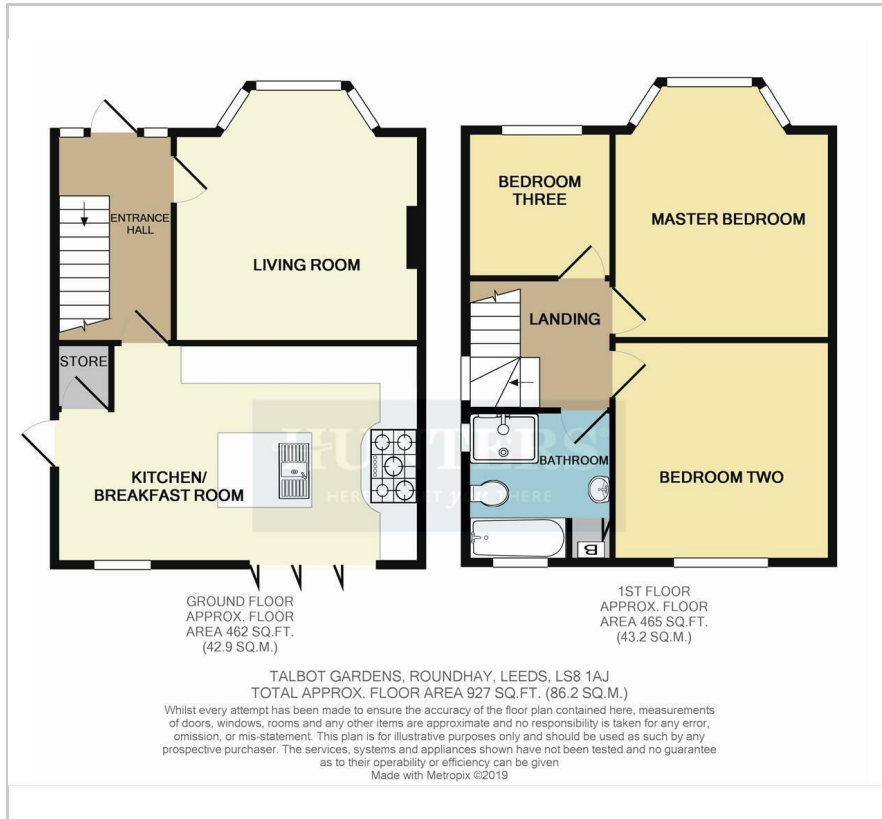 ENTRANCE
HALL
LIVING ROOM
STORE
KITCHEN/
BREAKFAST ROOM
BEDROOM
THREE
MASTER BEDROOM
LANDING
BATHROOM
BEDROOM TWO
B
HUNTERS
HERE TO GET you THERE
GROUND FLOOR
APPROX. FLOOR
AREA 462 SQ.FT.
(42.9 SQ.M.)
1ST FLOOR
APPROX. FLOOR
AREA 465 SQ.FT.
(43.2 SQ.M.)
TALBOT GARDENS, ROUNDHAY, LEEDS, LS8 1AJ
TOTAL APPROX. FLOOR AREA 927 SQ.FT. (86.2 SQ.M.)
Whilst every attempt has been made to ensure the accuracy of the floor plan contained here, measurements
of doors, windows, rooms and any other items are approximate and no responsibility is taken for any error,
omission, or mis-statement. This plan is for illustrative purposes only and should be used as such by any
prospective purchaser. The services, systems and appliances shown have not been tested and no guarantee
as to their operability or efficiency can be given
Made with Metropix ©2019